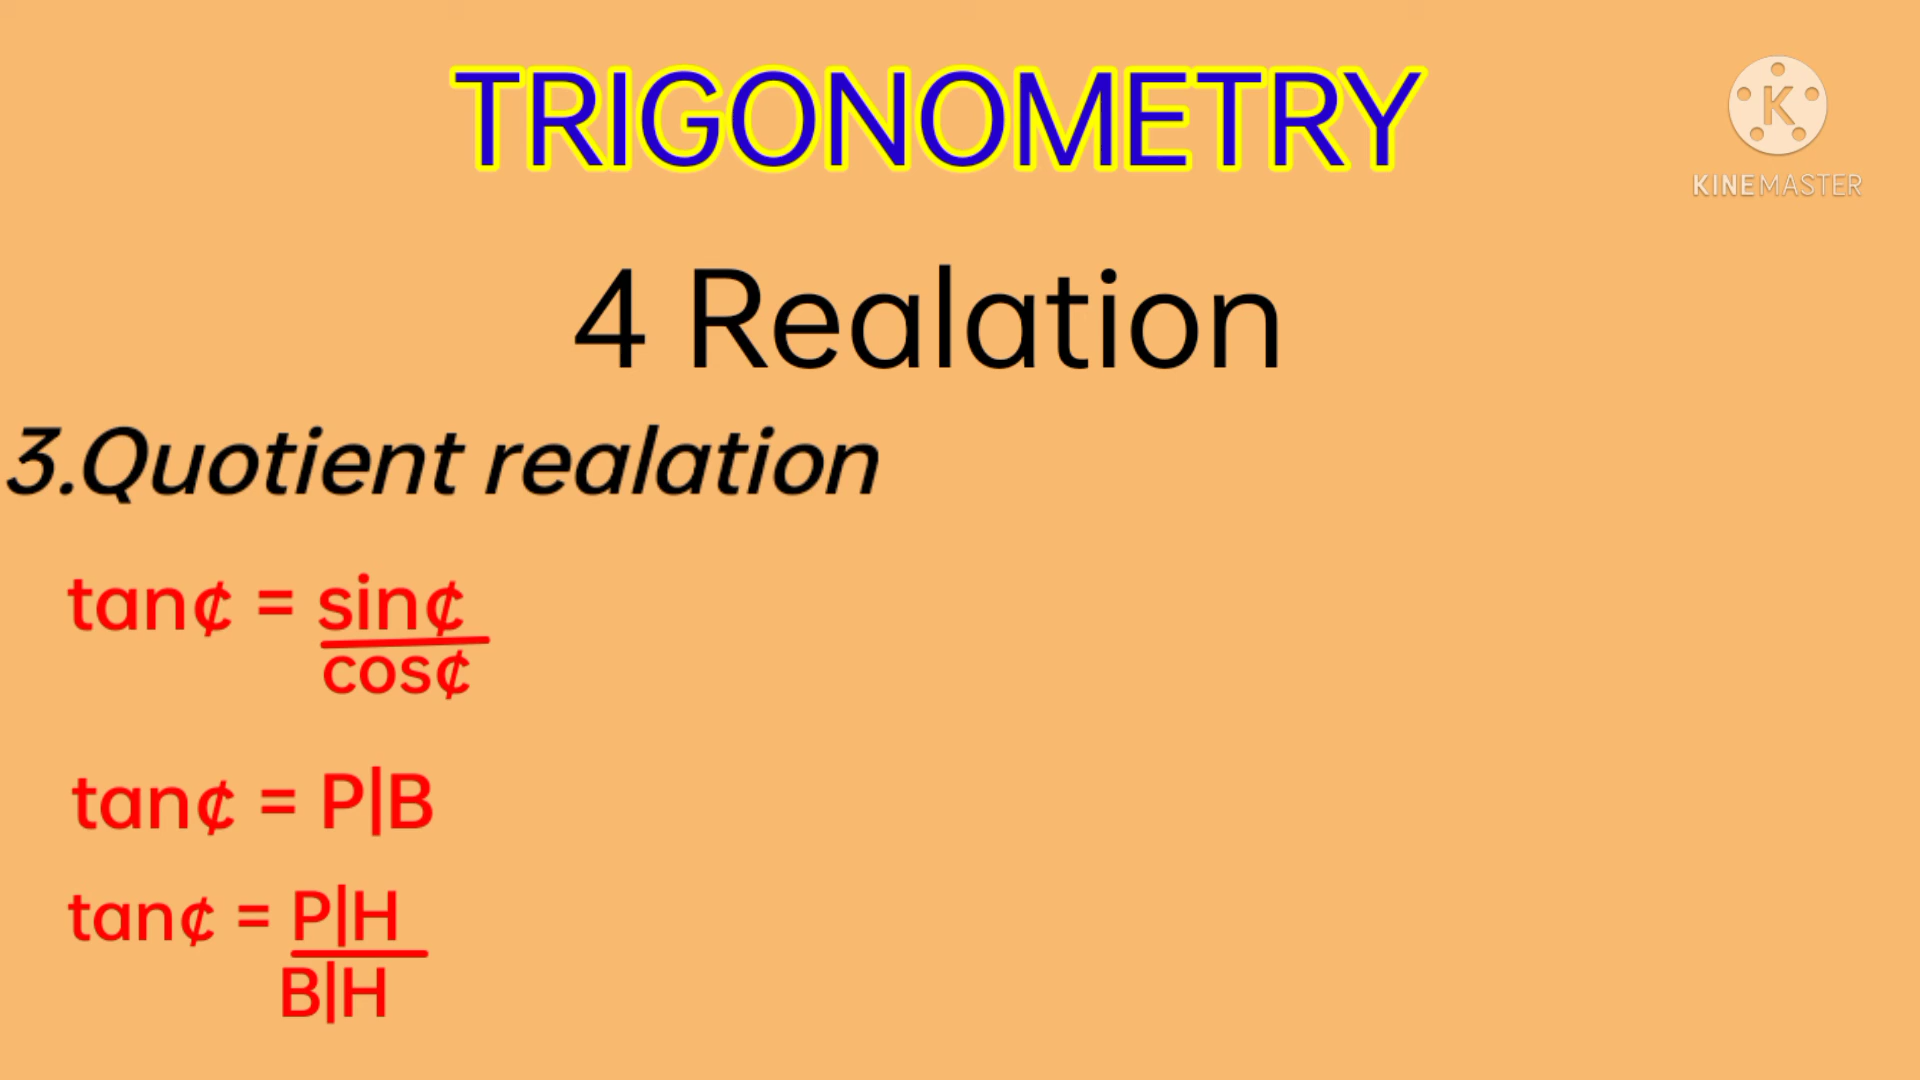 TRIGONOMETRY
KINEMASTER
4 Realation
3.Quotient realation
tan¢ = sin¢
cos¢
tan¢ = P|B
tan¢ = P|H
B|H